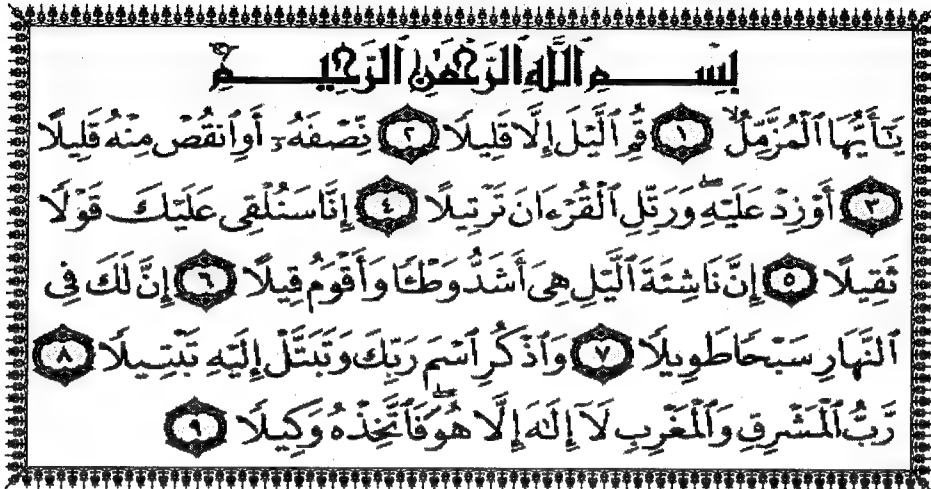 بِسْمِ ٱللَّهِ ٱلرَّحْمَٰنِ ٱلرَّحِيمِ
يَٰٓأَيُّهَا ٱلْمُزَّمِّلُ ١ قُمِ ٱلَّيْلَ إِلَّا قَلِيلًا ٢ نِّصْفَهُۥٓ أَوِ ٱنقُصْ مِنْهُ قَلِيلًا
٣ أَوْ زِدْ عَلَيْهِ وَرَتِّلِ ٱلْقُرْءَانَ تَرْتِيلًا ٤ إِنَّا سَنُلْقِى عَلَيْكَ قَوْلًا
ثَقِيلًا ٥ إِنَّ نَاشِئَةَ ٱلَّيْلِ هِىَ أَشَدُّ وَطْـًٔا وَأَقْوَمُ قِيلًا ٦ إِنَّ لَكَ فِى
ٱلنَّهَارِ سَبْحًا طَوِيلًا ٧ وَٱذْكُرِ ٱسْمَ رَبِّكَ وَتَبَتَّلْ إِلَيْهِ تَبْتِيلًا ٨
رَّبُّ ٱلْمَشْرِقِ وَٱلْمَغْرِبِ لَآ إِلَٰهَ إِلَّا هُوَ فَٱتَّخِذْهُ وَكِيلًا ٩